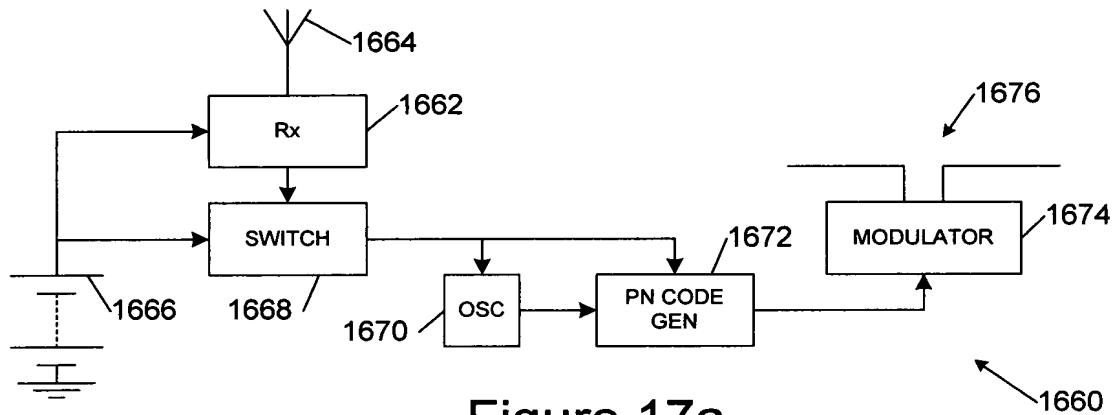 1664
1662
Rx
1676
SWITCH
1672
MODULATOR
1674
1666
1668
1670
OSC
PN CODE
GEN
1660
Figure 17a